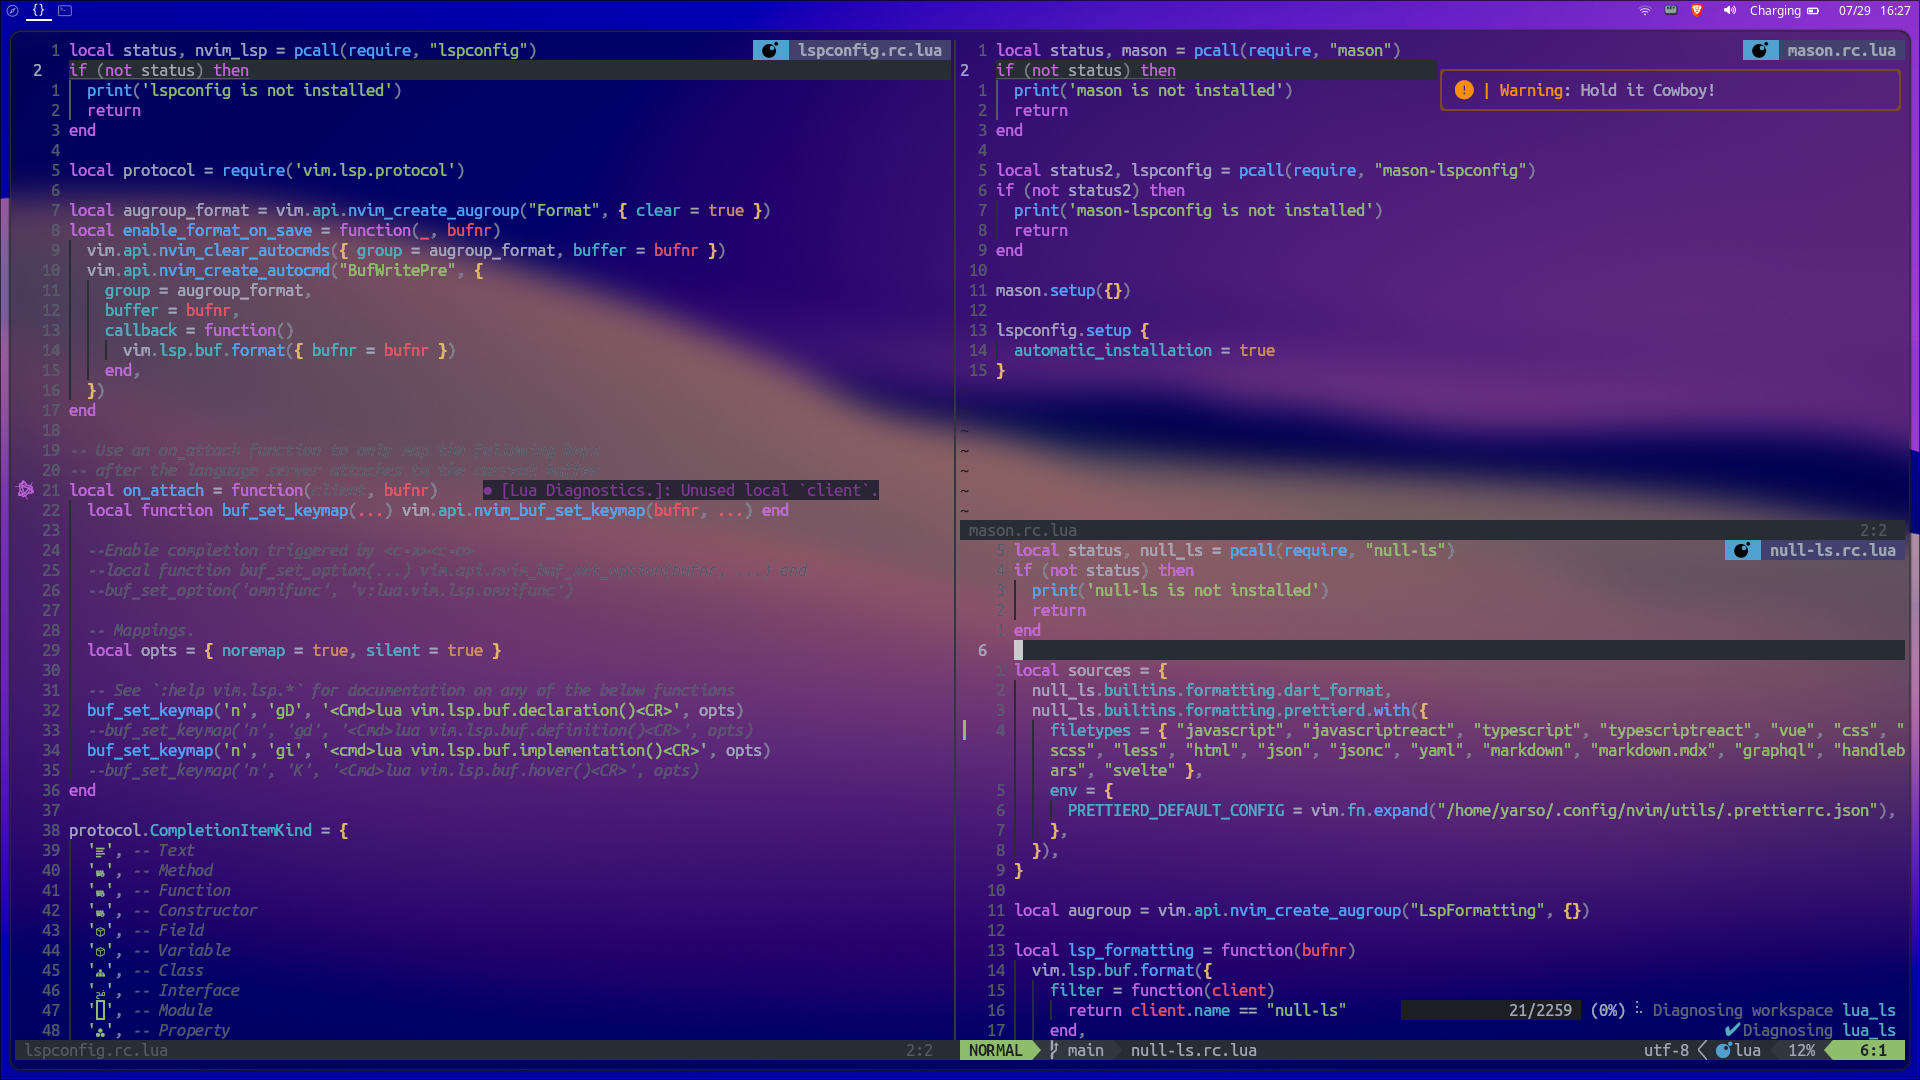 {}
Charging 07/29 16:27
1 local status, nvim_lsp = pcall(require, "lspconfig") lspconfig.rc.lua
2 if (not status) then
1 print('lspconfig is not installed')
2 return
3 end
4
5 local protocol = require('vim.lsp.protocol')
6
7 local augroup_format = vim.api.nvim_create_augroup("Format", { clear = true })
8 local enable_format_on_save = function(_, bufnr)
9 vim.api.nvim_clear_autocmds({ group = augroup_format, buffer = bufnr })
10 vim.api.nvim_create_autocmd("BufWritePre", {
11 group = augroup_format,
12 buffer = bufnr,
13 callback = function()
14 vim.lsp.buf.format({ bufnr = bufnr })
15 end,
16 })
17 end
18
19 -- Use an on_attach function to only map the following keys
20 -- after the language server attaches to the current buffer
21 local on_attach = function(client, bufnr) ● [Lua Diagnostics.]: Unused local `client`.
22 local function buf_set_keymap(...) vim.api.nvim_buf_set_keymap(bufnr, ...) end
23
24 --Enable completion triggered by <c-x><c-o>
25 --local function buf_set_option(...) vim.api.nvim_buf_set_option(bufnr, ...) end
26 --buf_set_option('omnifunc', 'v:lua.vim.lsp.omnifunc')
27
28 -- Mappings.
29 local opts = { noremap = true, silent = true }
30
31 -- See `:help vim.lsp.*` for documentation on any of the below functions
32 buf_set_keymap('n', 'gD', '<Cmd>lua vim.lsp.buf.declaration()<CR>', opts)
33 --buf_set_keymap('n', 'gd', '<Cmd>lua vim.lsp.buf.definition()<CR>', opts)
34 buf_set_keymap('n', 'gi', '<cmd>lua vim.lsp.buf.implementation()<CR>', opts)
35 --buf_set_keymap('n', 'K', '<Cmd>lua vim.lsp.buf.hover()<CR>', opts)
36 end
37
38 protocol.CompletionItemKind = {
39 '', -- Text
40 '', -- Method
41 '', -- Function
42 '', -- Constructor
43 '', -- Field
44 '', -- Variable
45 '', -- Class
46 '', -- Interface
47 '', -- Module
48 '', -- Property
lspconfig.rc.lua 2:2
1 local status, mason = pcall(require, "mason") mason.rc.lua
2 if (not status) then
1 print('mason is not installed') ! | Warning: Hold it Cowboy!
2 return
3 end
4
5 local status2, lspconfig = pcall(require, "mason-lspconfig")
6 if (not status2) then
7 print('mason-lspconfig is not installed')
8 return
9 end
10
11 mason.setup({})
12
13 lspconfig.setup {
14 automatic_installation = true
15 }
~
~
~
~
~
mason.rc.lua 2:2
5 local status, null_ls = pcall(require, "null-ls") null-ls.rc.lua
4 if (not status) then
3 print('null-ls is not installed')
2 return
1 end
6
1 local sources = {
2 null_ls.builtins.formatting.dart_format,
3 null_ls.builtins.formatting.prettierd.with({
4 filetypes = { "javascript", "javascriptreact", "typescript", "typescriptreact", "vue", "css", "
scss", "less", "html", "json", "jsonc", "yaml", "markdown", "markdown.mdx", "graphql", "handleb
ars", "svelte" },
5 env = {
6 PRETTIERD_DEFAULT_CONFIG = vim.fn.expand("/home/yarso/.config/nvim/utils/.prettierrc.json"),
7 },
8 }),
9 }
10
11 local augroup = vim.api.nvim_create_augroup("LspFormatting", {})
12
13 local lsp_formatting = function(bufnr)
14 vim.lsp.buf.format({
15 filter = function(client)
16 return client.name == "null-ls" 21/2259 (0%) Diagnosing workspace lua_ls
17 end, ✔Diagnosing lua_ls
NORMAL main null-ls.rc.lua utf-8 lua 12% 6:1